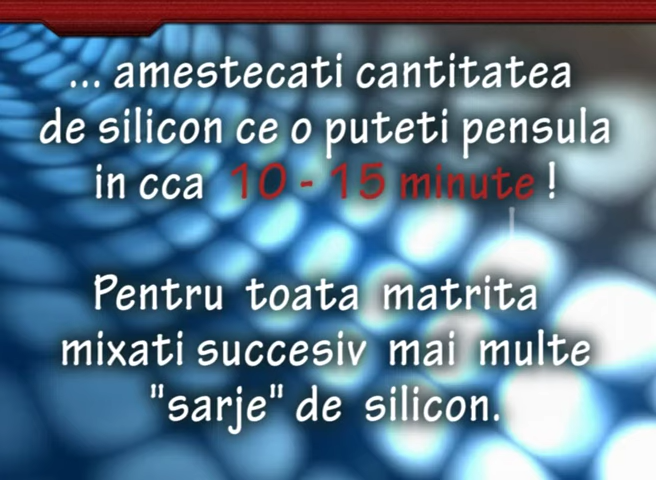 ... amestecati cantitatea
de silicon ce o puteti pensula
in cca 10 - 15 minute !
Pentru toata matrita
mixati succesiv mai multe
"sarje" de silicon.